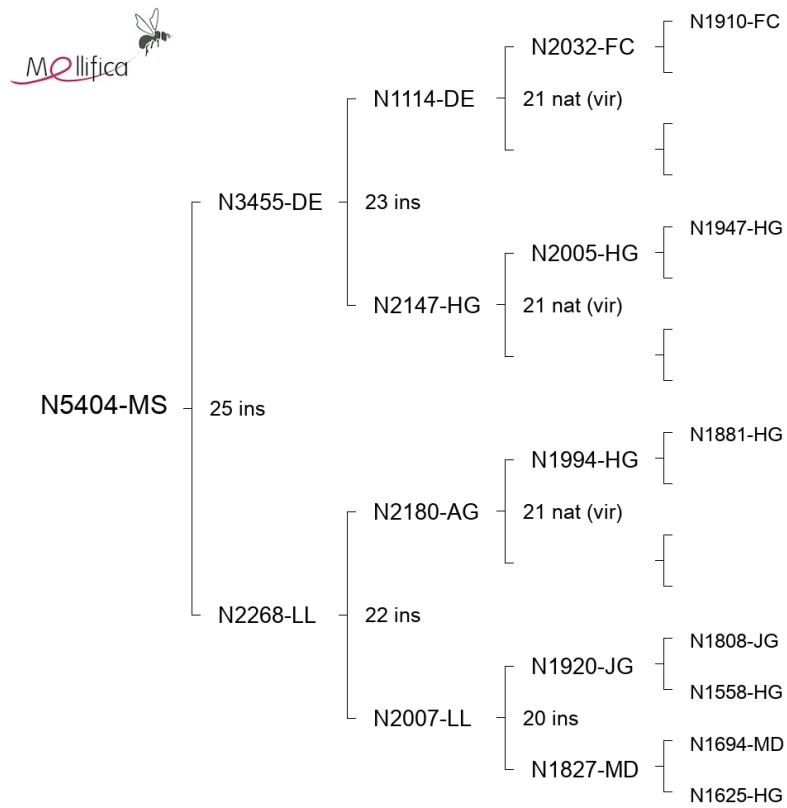 Mellifica
N1910-FC
N2032-FC
N1114-DE
21 nat (vir)
N3455-DE
23 ins
N1947-HG
N2005-HG
N2147-HG
21 nat (vir)
N5404-MS
25 ins
N1881-HG
N1994-HG
N2180-AG
21 nat (vir)
N2268-LL
22 ins
N1808-JG
N1920-JG
N1558-HG
N2007-LL
20 ins
N1694-MD
N1827-MD
N1625-HG